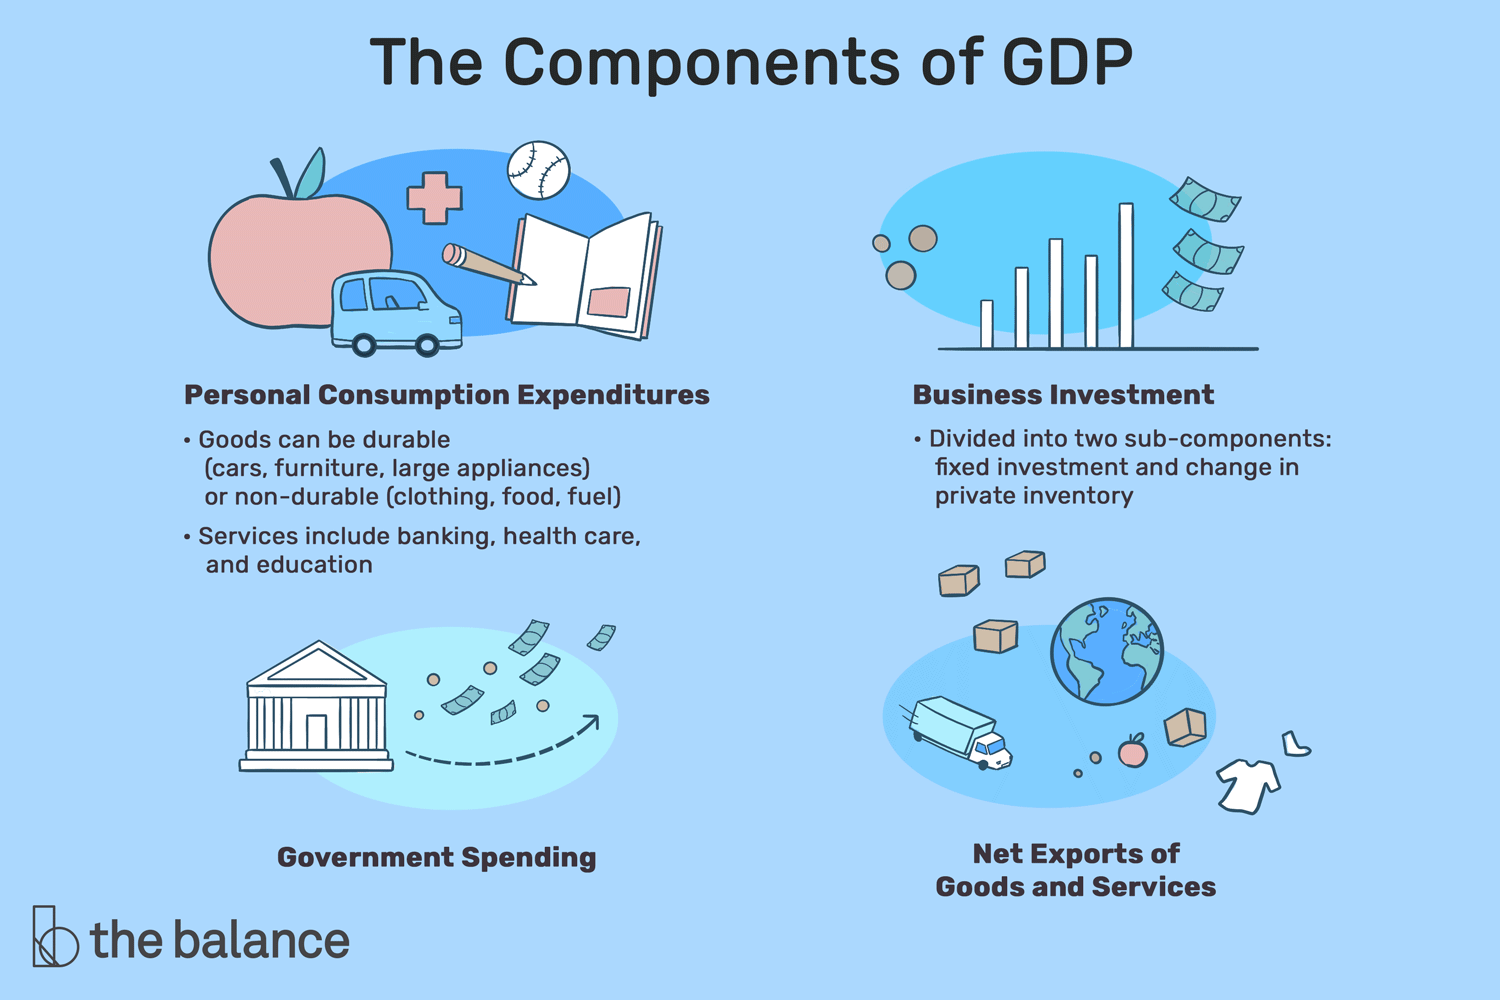 The Components of GDP
Personal Consumption Expenditures
• Goods can be durable
(cars, furniture, large appliances)
or non-durable (clothing, food, fuel)
• Services include banking, health care,
and education
Business Investment
• Divided into two sub-components:
fixed investment and change in
private inventory
Government Spending
Net Exports of
Goods and Services
the balance